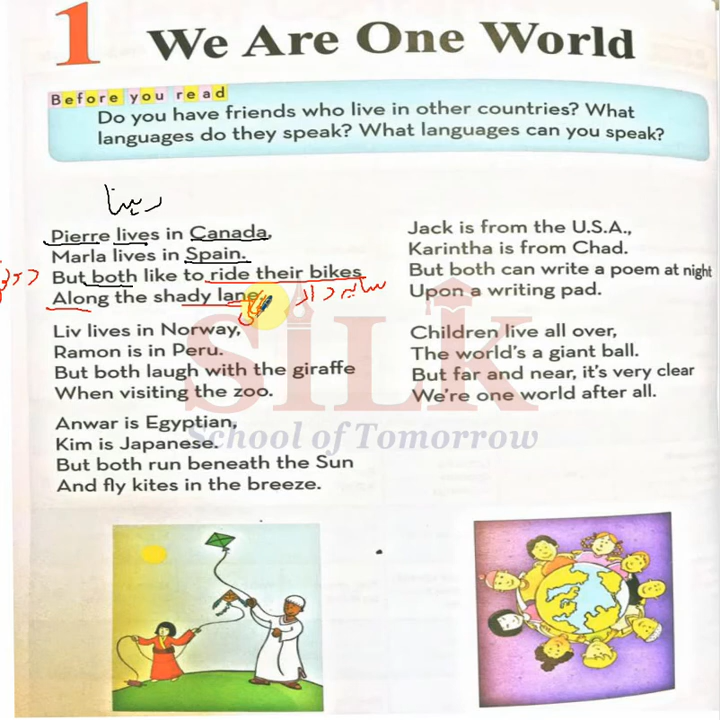 1 We Are One World
Before you read
Do you have friends who live in other countries? What
languages do they speak? What languages can you speak?
Pierre lives in Canada,
Marla lives in Spain.
But both like to ride their bikes
Along the shady lane.
سایہ دار
Liv lives in Norway,
Ramon is in Peru.
But both laugh with the giraffe
When visiting the zoo.
Anwar is Egyptian,
Kim is Japanese.
But both run beneath the Sun
And fly kites in the breeze.
Jack is from the U.S.A.,
Karintha is from Chad.
But both can write a poem at night
Upon a writing pad.
Children live all over,
The world's a giant ball.
But far and near, it's very clear
We're one world after all.
SiLK
School of Tomorrow